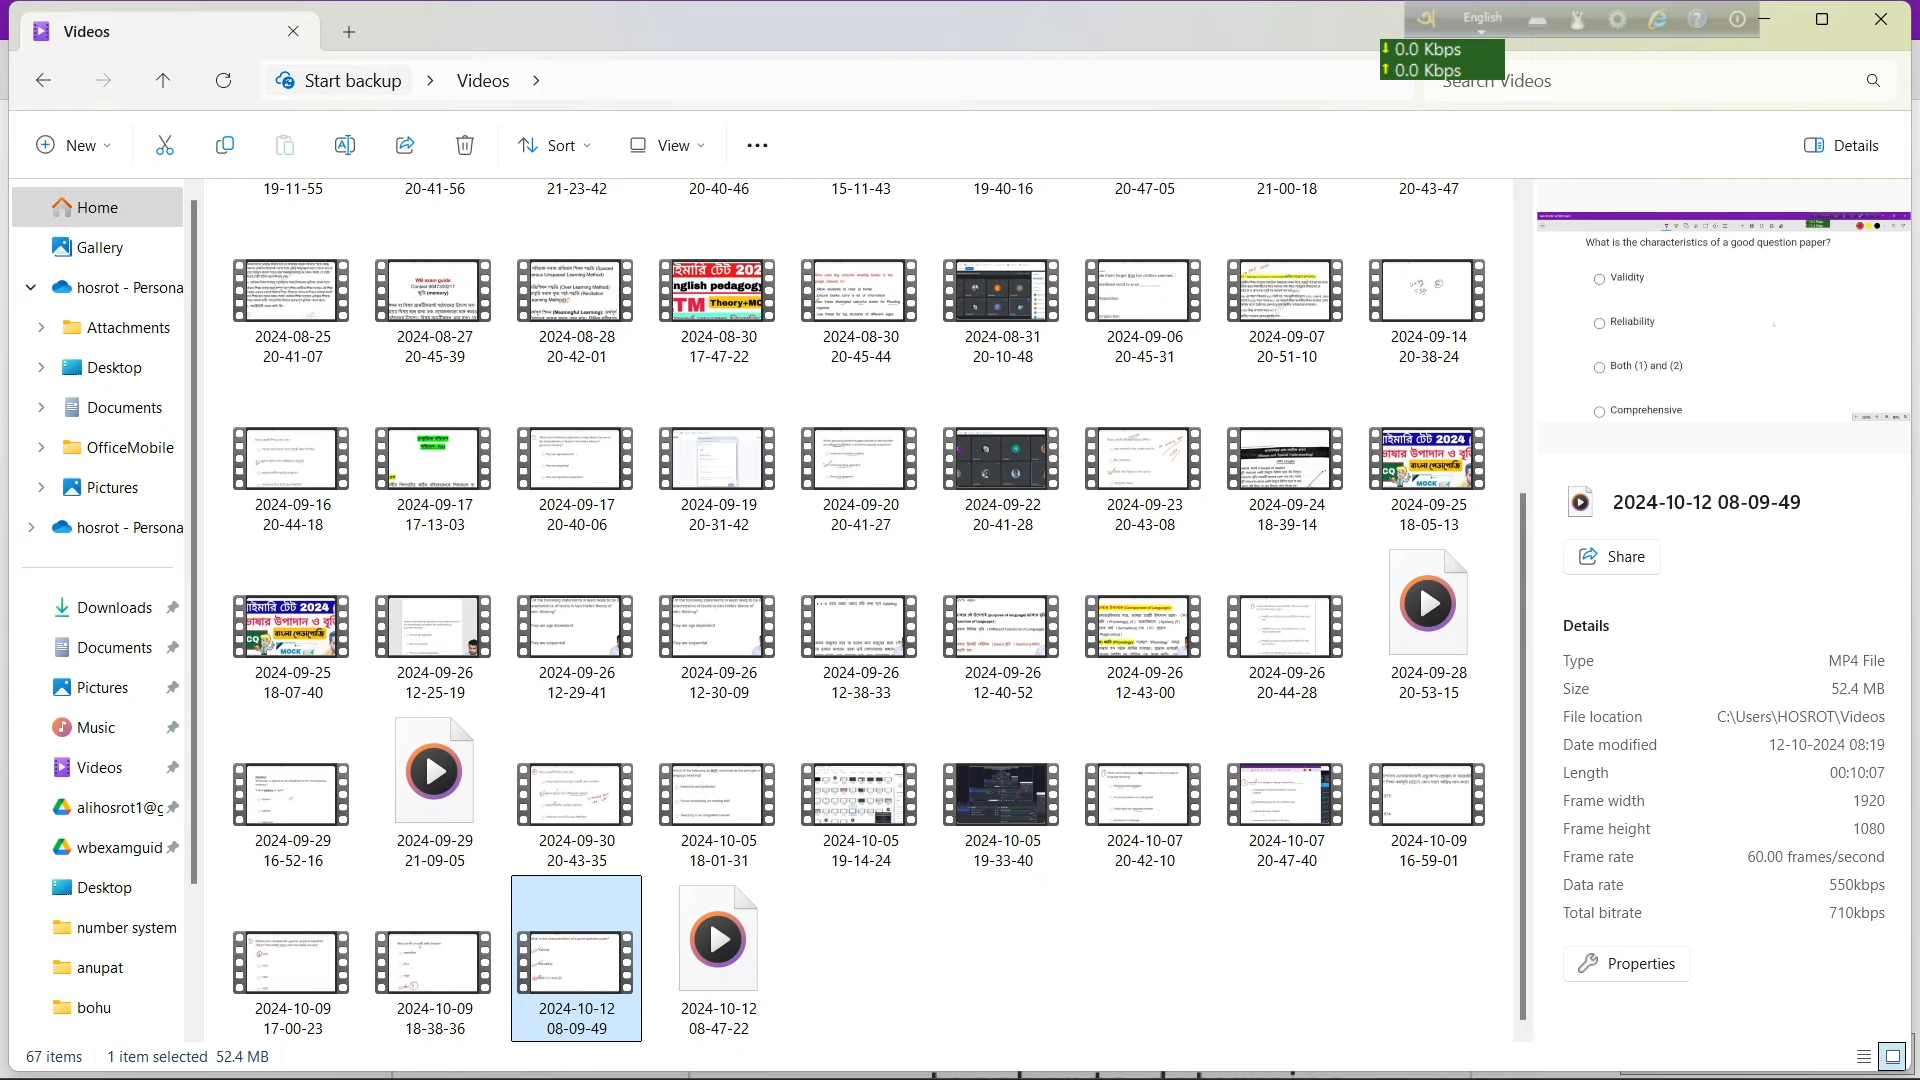 Videos
English
0.0 Kbps
0.0 Kbps
Start backup
Videos
Search Videos
New
Sort
View
Details
Home
Gallery
hosrot - Persona
Attachments
Desktop
Documents
OfficeMobile
Pictures
hosrot - Persona
Downloads
Documents
Pictures
Music
Videos
alihosrot1@g
wbexamguid
Desktop
number system
anupat
bohu
19-11-55
20-41-56
21-23-42
20-40-46
15-11-43
19-40-16
20-47-05
21-00-18
20-43-47
2024-08-25
20-41-07
2024-08-27
20-45-39
2024-08-28
20-42-01
2024-08-30
17-47-22
2024-08-30
20-45-44
2024-08-31
20-10-48
2024-09-06
20-45-31
2024-09-07
20-51-10
2024-09-14
20-38-24
2024-09-16
20-44-18
2024-09-17
17-13-03
2024-09-17
20-40-06
2024-09-19
20-31-42
2024-09-20
20-41-27
2024-09-22
20-41-28
2024-09-23
20-43-08
2024-09-24
18-39-14
2024-09-25
18-05-13
2024-09-25
18-07-40
2024-09-26
12-25-19
2024-09-26
12-29-41
2024-09-26
12-30-09
2024-09-26
12-38-33
2024-09-26
12-40-52
2024-09-26
12-43-00
2024-09-26
20-44-28
2024-09-28
20-53-15
2024-09-29
16-52-16
2024-09-29
21-09-05
2024-09-30
20-43-35
2024-10-05
18-01-31
2024-10-05
19-14-24
2024-10-05
19-33-40
2024-10-07
20-42-10
2024-10-07
20-47-40
2024-10-09
16-59-01
2024-10-09
17-00-23
2024-10-09
18-38-36
2024-10-12
08-09-49
2024-10-12
08-47-22
What is the characteristics of a good question paper?
Validity
Reliability
Both (1) and (2)
Comprehensive
2024-10-12 08-09-49
Share
Details
Type MP4 File
Size 52.4 MB
File location C:\Users\HOSROT\Videos
Date modified 12-10-2024 08:19
Length 00:10:07
Frame width 1920
Frame height 1080
Frame rate 60.00 frames/second
Data rate 550kbps
Total bitrate 710kbps
Properties
67 items
1 item selected 52.4 MB